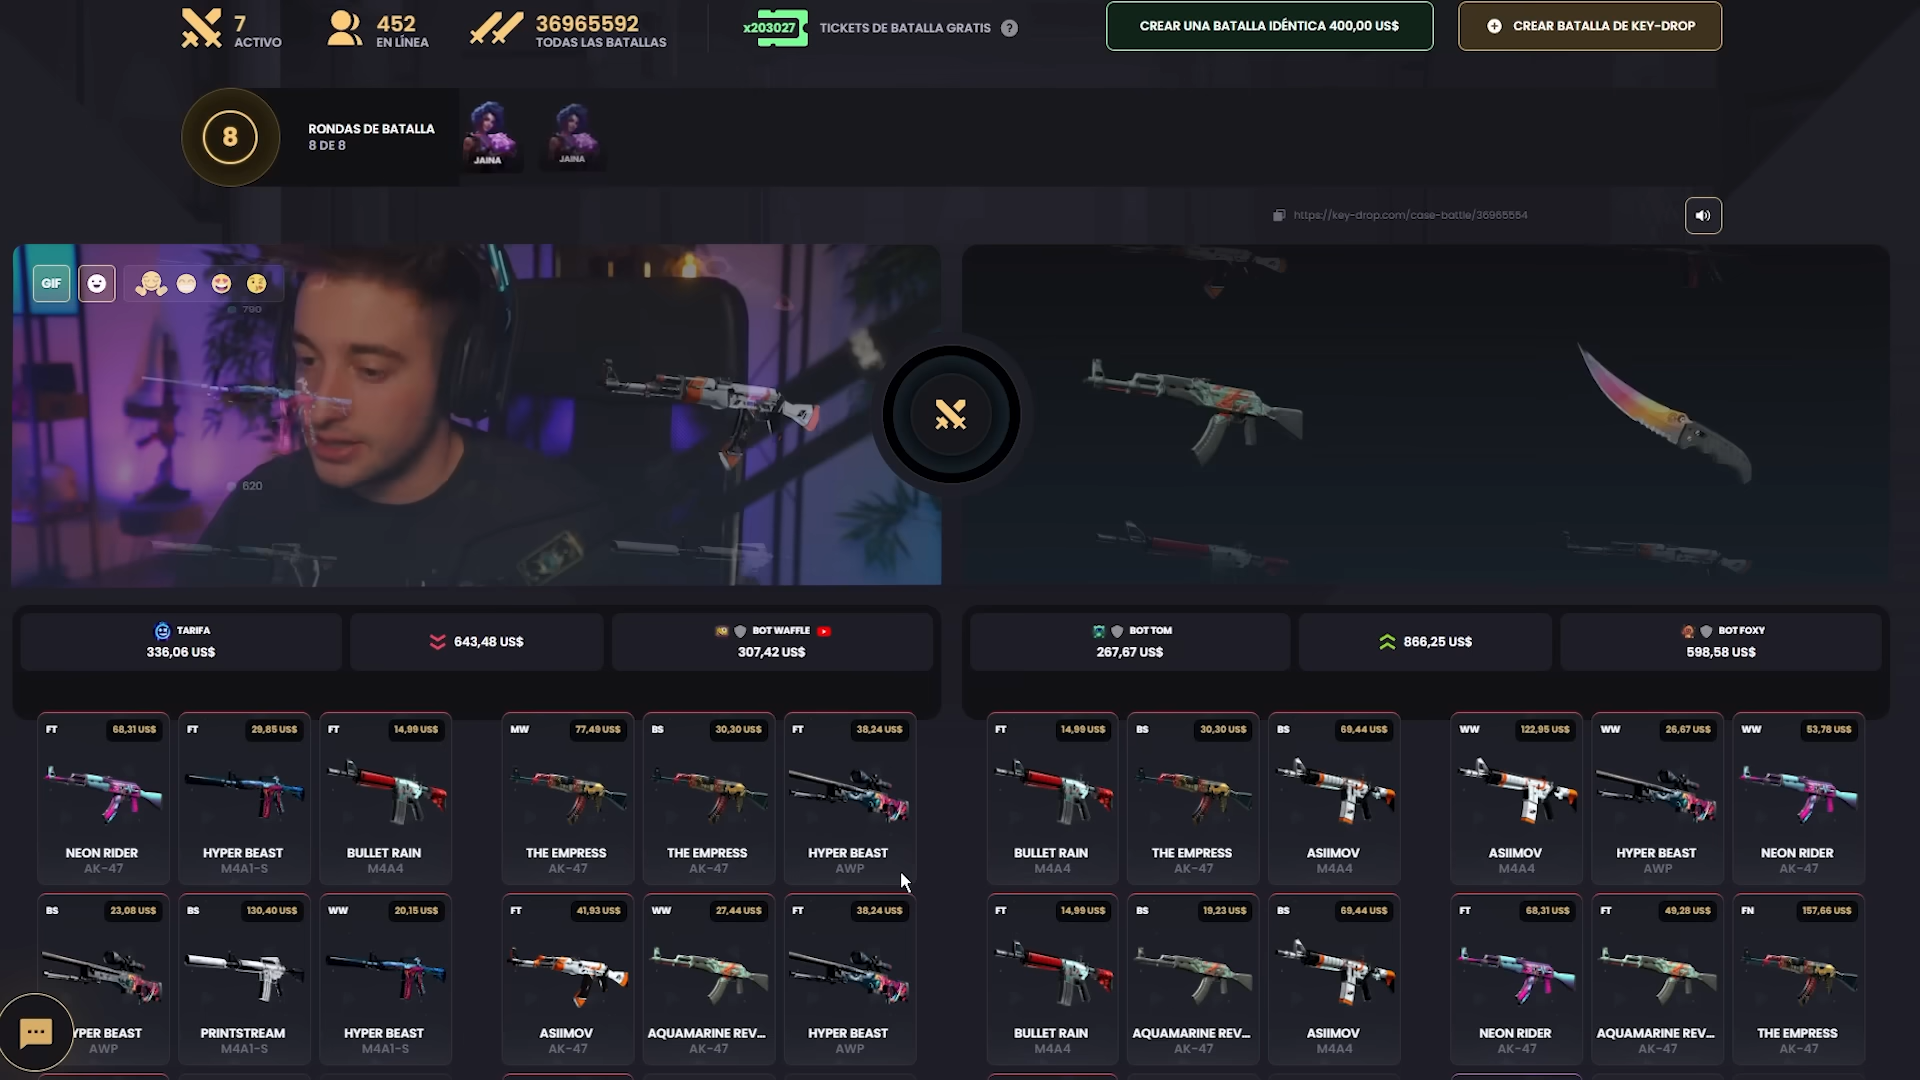 7
ACTIVO
452
EN LÍNEA
36965592
TODAS LAS BATALLAS
x203027
TICKETS DE BATALLA GRATIS
?
CREAR UNA BATALLA IDÉNTICA 400,00 US$
CREAR BATALLA DE KEY-DROP
8
RONDAS DE BATALLA
8 DE 8
JAINA
JAINA
https://key-drop.com/case-battle/36965554
GIF
790
620
TARIFA
336,06 US$
643,48 US$
BOT WAFFLE
307,42 US$
BOT TOM
267,67 US$
866,25 US$
BOT FOXY
598,58 US$
FT 68,31 US$
NEON RIDER
AK-47
FT 29,85 US$
HYPER BEAST
M4A1-S
FT 14,99 US$
BULLET RAIN
M4A4
MW 77,49 US$
THE EMPRESS
AK-47
BS 30,30 US$
THE EMPRESS
AK-47
FT 38,24 US$
HYPER BEAST
AWP
FT 14,99 US$
BULLET RAIN
M4A4
BS 30,30 US$
THE EMPRESS
AK-47
BS 69,44 US$
ASIIMOV
M4A4
WW 122,95 US$
ASIIMOV
M4A4
WW 26,67 US$
HYPER BEAST
AWP
WW 53,78 US$
NEON RIDER
AK-47
BS 23,08 US$
YPER BEAST
AWP
BS 130,40 US$
PRINTSTREAM
M4A1-S
WW 20,15 US$
HYPER BEAST
M4A1-S
FT 41,93 US$
ASIIMOV
AK-47
WW 27,44 US$
AQUAMARINE REV...
AK-47
FT 38,24 US$
HYPER BEAST
AWP
FT 14,99 US$
BULLET RAIN
M4A4
BS 19,23 US$
AQUAMARINE REV...
AK-47
BS 69,44 US$
ASIIMOV
M4A4
FT 68,31 US$
NEON RIDER
AK-47
FT 49,28 US$
AQUAMARINE REV...
AK-47
FN 157,66 US$
THE EMPRESS
AK-47